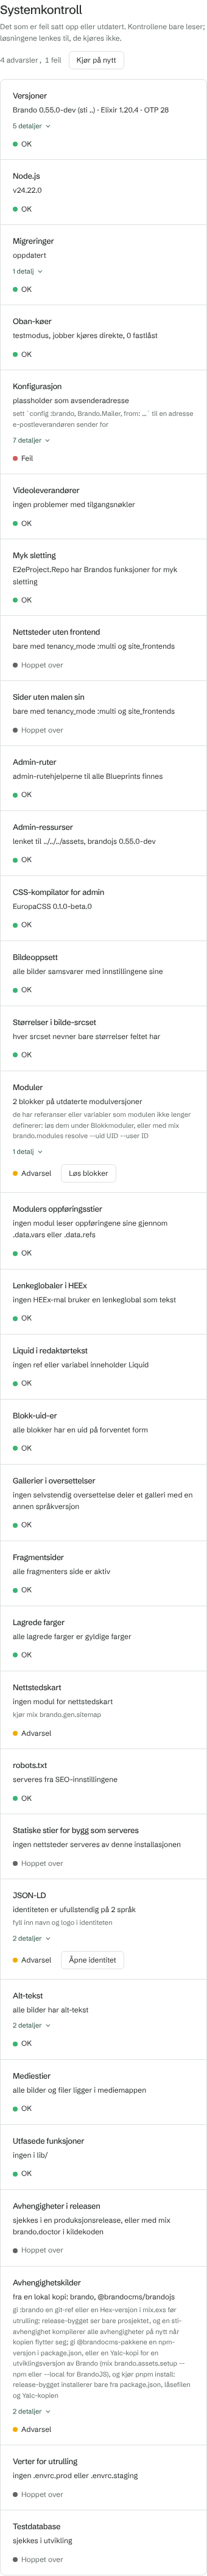 Systemkontroll
Det som er feil satt opp eller utdatert. Kontrollene bare leser;
løsningene lenkes til, de kjøres ikke.
4 advarsler, 1 feil
Kjør på nytt
Versjoner
Brando 0.55.0-dev (sti ..) · Elixir 1.20.4 · OTP 28
5 detaljer
OK
Node.js
v24.22.0
OK
Migreringer
oppdatert
1 detalj
OK
Oban-køer
testmodus, jobber kjøres direkte, 0 fastlåst
OK
Konfigurasjon
plassholder som avsenderadresse
sett `config :brando, Brando.Mailer, from: ...` til en adresse
e-postleverandøren sender for
7 detaljer
Feil
Videoleverandører
ingen problemer med tilgangsnøkler
OK
Myk sletting
E2eProject.Repo har Brandos funksjoner for myk
sletting
OK
Nettsteder uten frontend
bare med tenancy_mode :multi og site_frontends
Hoppet over
Sider uten malen sin
bare med tenancy_mode :multi og site_frontends
Hoppet over
Admin-ruter
admin-rutehjelperne til alle Blueprints finnes
OK
Admin-ressurser
lenket til ../../../assets, brandojs 0.55.0-dev
OK
CSS-kompilator for admin
EuropaCSS 0.1.0-beta.0
OK
Bildeoppsett
alle bilder samsvarer med innstillingene sine
OK
Størrelser i bilde-srcset
hver srcset nevner bare størrelser feltet har
OK
Moduler
2 blokker på utdaterte modulversjoner
de har referanser eller variabler som modulen ikke lenger
definerer: løs dem under Blokkmoduler, eller med mix
brando.modules resolve --uid UID --user ID
1 detalj
Advarsel
Løs blokker
Modulers oppføringsstier
ingen modul leser oppføringene sine gjennom
.data.vars eller .data.refs
OK
Lenkeglobaler i HEEx
ingen HEEx-mal bruker en lenkeglobal som tekst
OK
Liquid i redaktørtekst
ingen ref eller variabel inneholder Liquid
OK
Blokk-uid-er
alle blokker har en uid på forventet form
OK
Gallerier i oversettelser
ingen selvstendig oversettelse deler et galleri med en
annen språkversjon
OK
Fragmentsider
alle fragmenters side er aktiv
OK
Lagrede farger
alle lagrede farger er gyldige farger
OK
Nettstedskart
ingen modul for nettstedskart
kjør mix brando.gen.sitemap
Advarsel
robots.txt
serveres fra SEO-innstillingene
OK
Statiske stier for bygg som serveres
ingen nettsteder serveres av denne installasjonen
Hoppet over
JSON-LD
identiteten er ufullstendig på 2 språk
fyll inn navn og logo i identiteten
2 detaljer
Advarsel
Åpne identitet
Alt-tekst
alle bilder har alt-tekst
2 detaljer
OK
Mediestier
alle bilder og filer ligger i mediemappen
OK
Utfasede funksjoner
ingen i lib/
OK
Avhengigheter i releasen
sjekkes i en produksjonsrelease, eller med mix
brando.doctor i kildekoden
Hoppet over
Avhengighetskilder
fra en lokal kopi: brando, @brandocms/brandojs
gi :brando en git-ref eller en Hex-versjon i mix.exs før
utrulling: release-bygget ser bare prosjektet, og en sti-
avhengighet kompilerer alle avhengigheter på nytt når
kopien flytter seg; gi @brandocms-pakkene en npm-
versjon i package.json, eller en Yalc-kopi for en
utviklingsversjon av Brando (mix brando.assets.setup --
npm eller --local for BrandoJS), og kjør pnpm install:
release-bygget installerer bare fra package.json, låsefilen
og Yalc-kopien
2 detaljer
Advarsel
Verter for utrulling
ingen .envrc.prod eller .envrc.staging
Hoppet over
Testdatabase
sjekkes i utvikling
Hoppet over